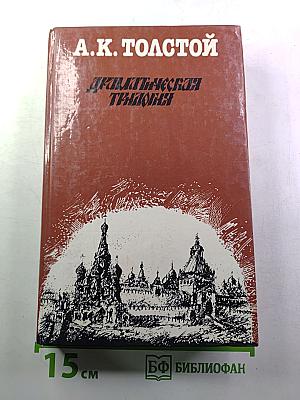 А.К. ТОЛСТОЙ
ДРАМАТИЧЕСКАЯ
ТРИЛОГИЯ
15 см
БФ БИБЛИОФАН